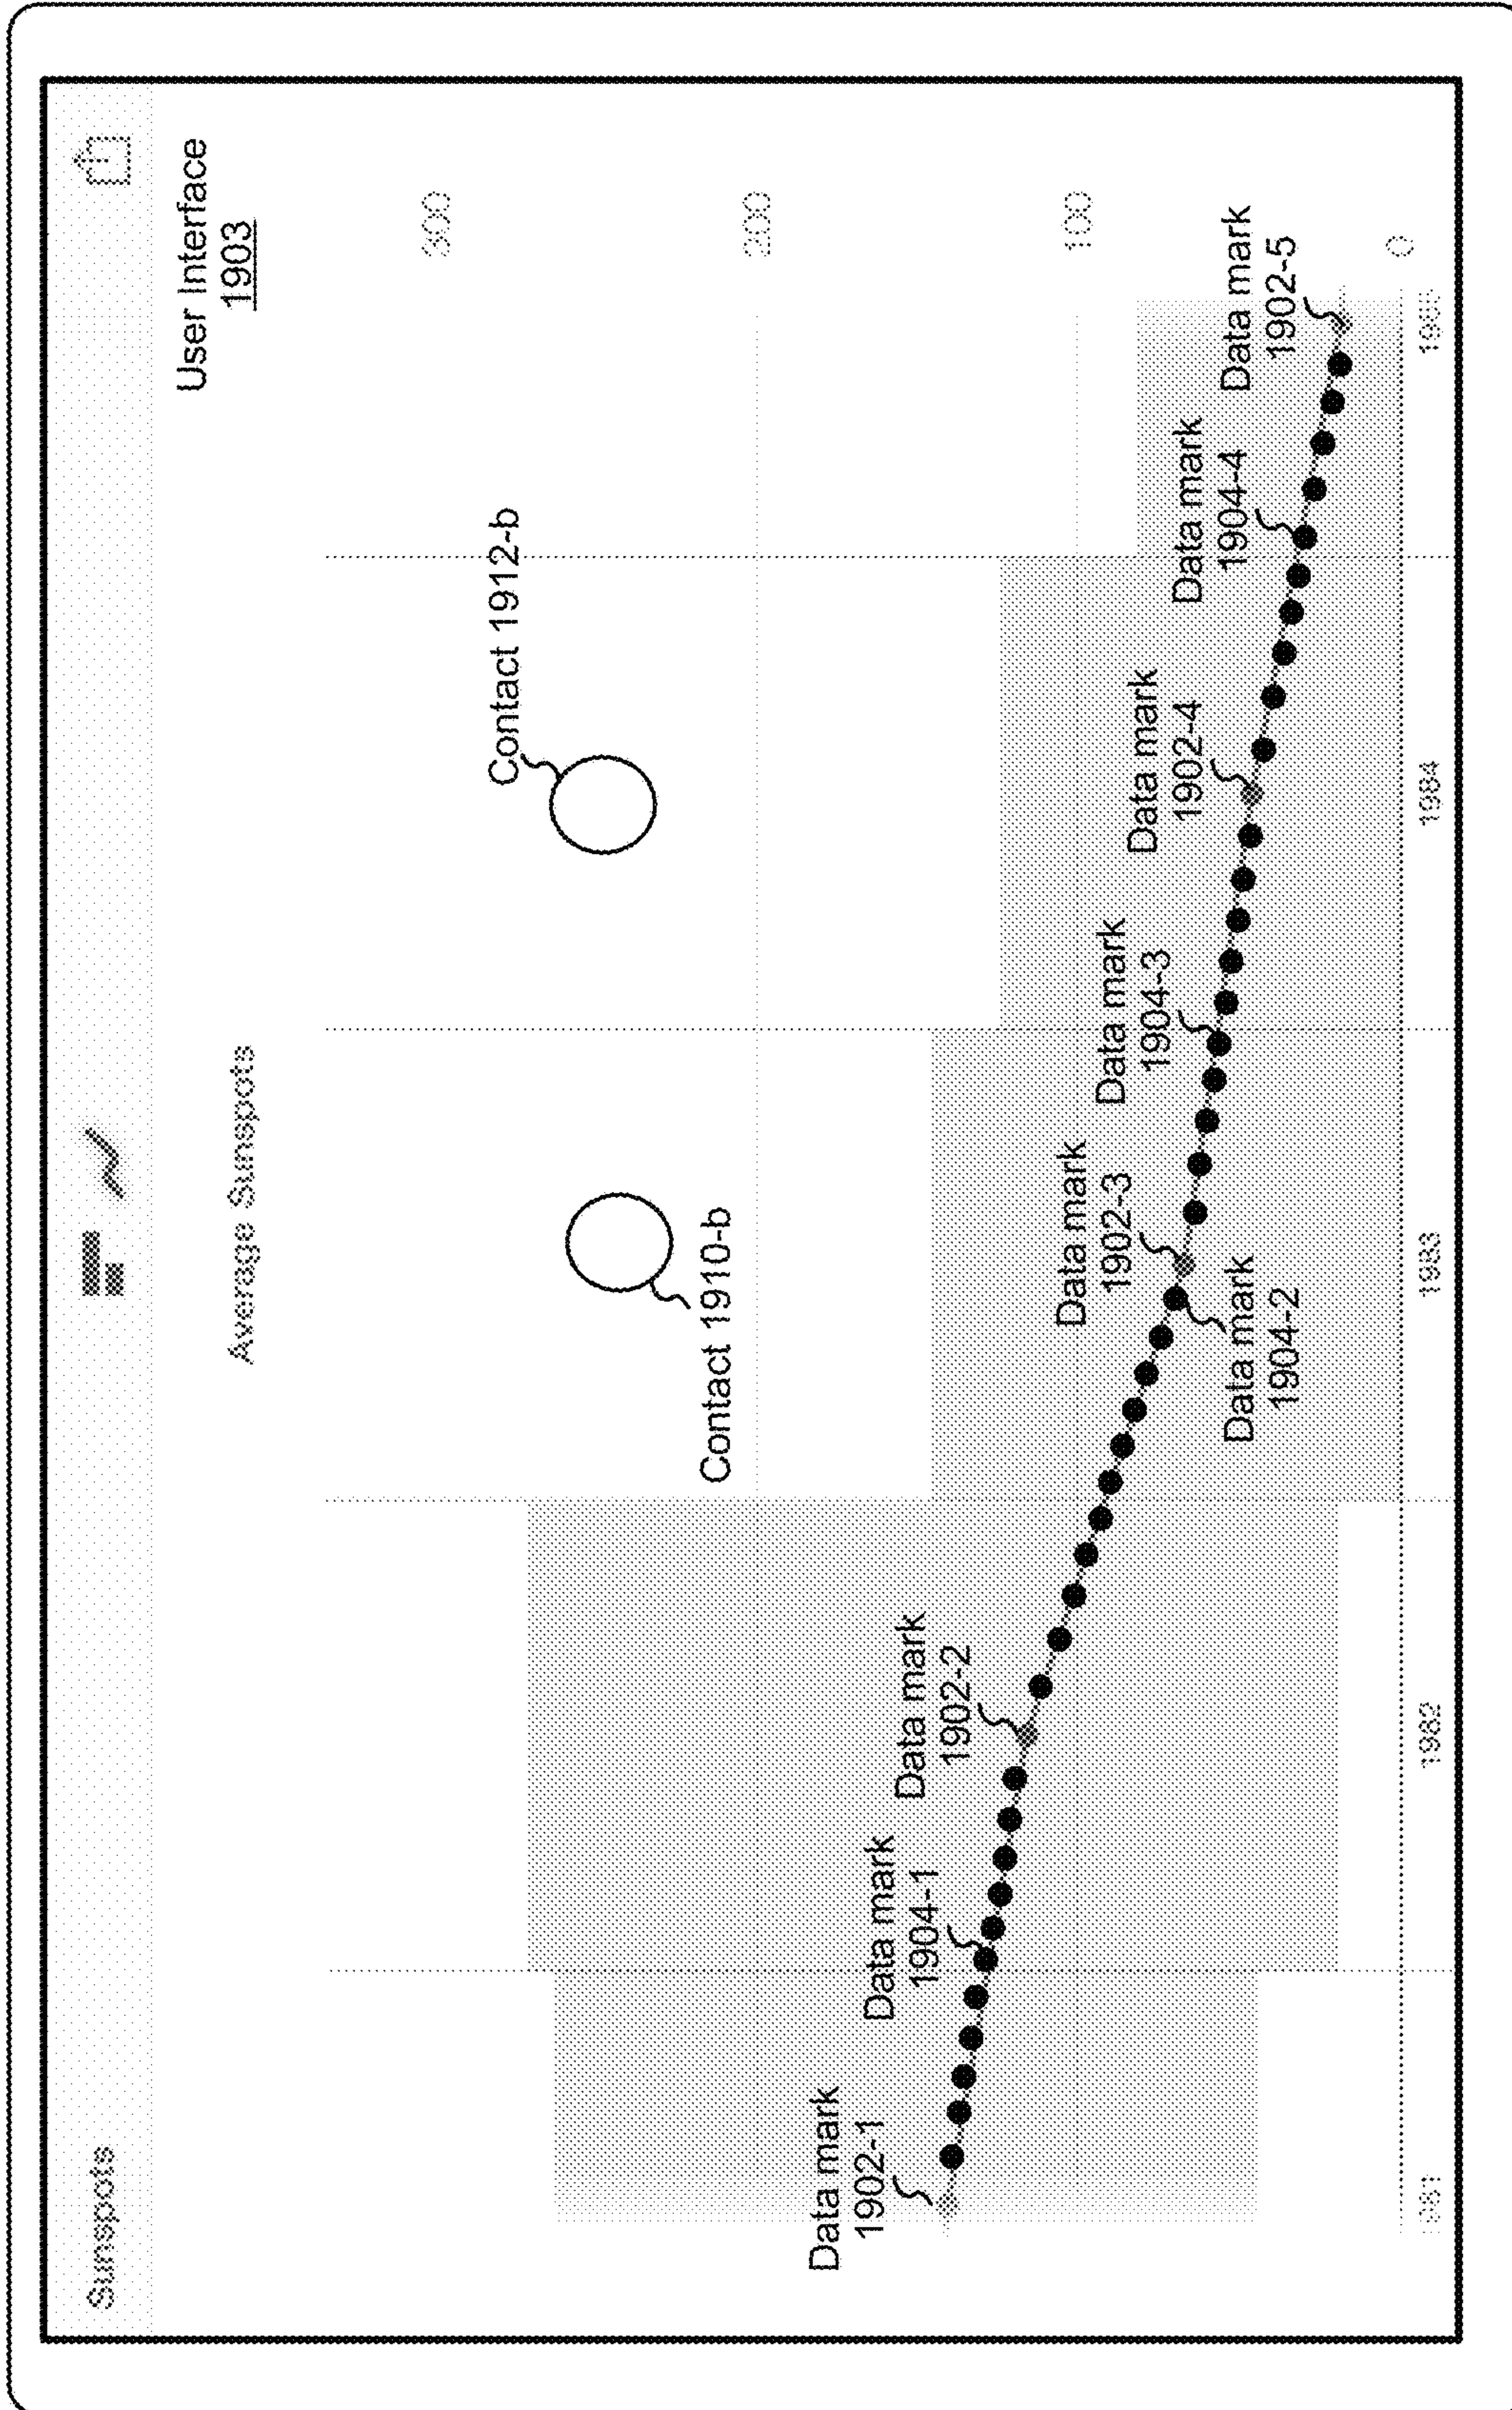 Sunspots
User Interface
1903
Average Sunspots
300
200
100
0
Contact 1910-b
Contact 1912-b
Data mark
1902-1
Data mark
1904-1
Data mark
1902-2
Data mark
1904-2
Data mark
1902-3
Data mark
1904-3
Data mark
1902-4
Data mark
1904-4
Data mark
1902-5
1982
1983
1984